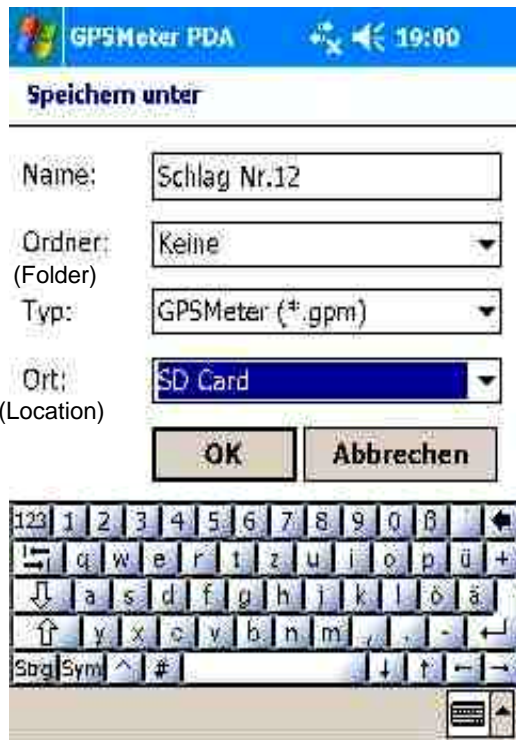 GPSMeter PDA 19:00
Speichern unter
Name: Schlag Nr.12
Ordner: Keine
(Folder)
Typ: GPSMeter (*.gpm)
Ort: SD Card
(Location)
OK Abbrechen
123 1 2 3 4 5 6 7 8 9 0 ß ´
q w e r t z u i o p ü +
a s d f g h j k l ö ä
y x c v b n m , . -
Strg Sym ^ #